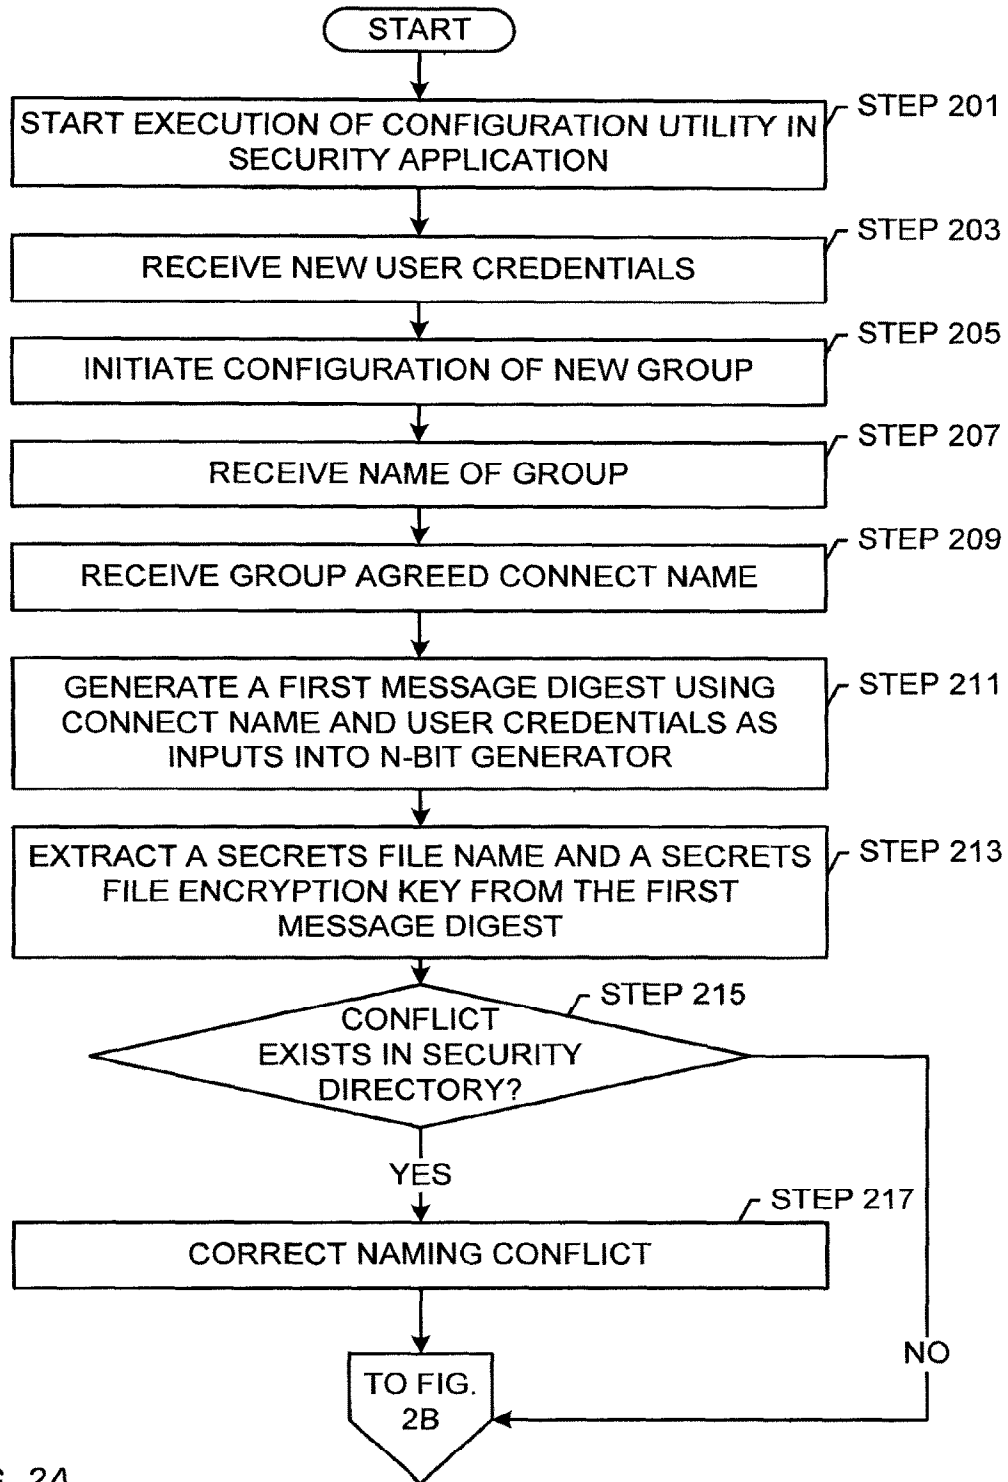 START
STEP 201
START EXECUTION OF CONFIGURATION UTILITY IN
SECURITY APPLICATION
STEP 203
RECEIVE NEW USER CREDENTIALS
STEP 205
INITIATE CONFIGURATION OF NEW GROUP
STEP 207
RECEIVE NAME OF GROUP
STEP 209
RECEIVE GROUP AGREED CONNECT NAME
STEP 211
GENERATE A FIRST MESSAGE DIGEST USING
CONNECT NAME AND USER CREDENTIALS AS
INPUTS INTO N-BIT GENERATOR
STEP 213
EXTRACT A SECRETS FILE NAME AND A SECRETS
FILE ENCRYPTION KEY FROM THE FIRST
MESSAGE DIGEST
STEP 215
CONFLICT
EXISTS IN SECURITY
DIRECTORY?
YES
STEP 217
CORRECT NAMING CONFLICT
NO
TO FIG.
2B
2A